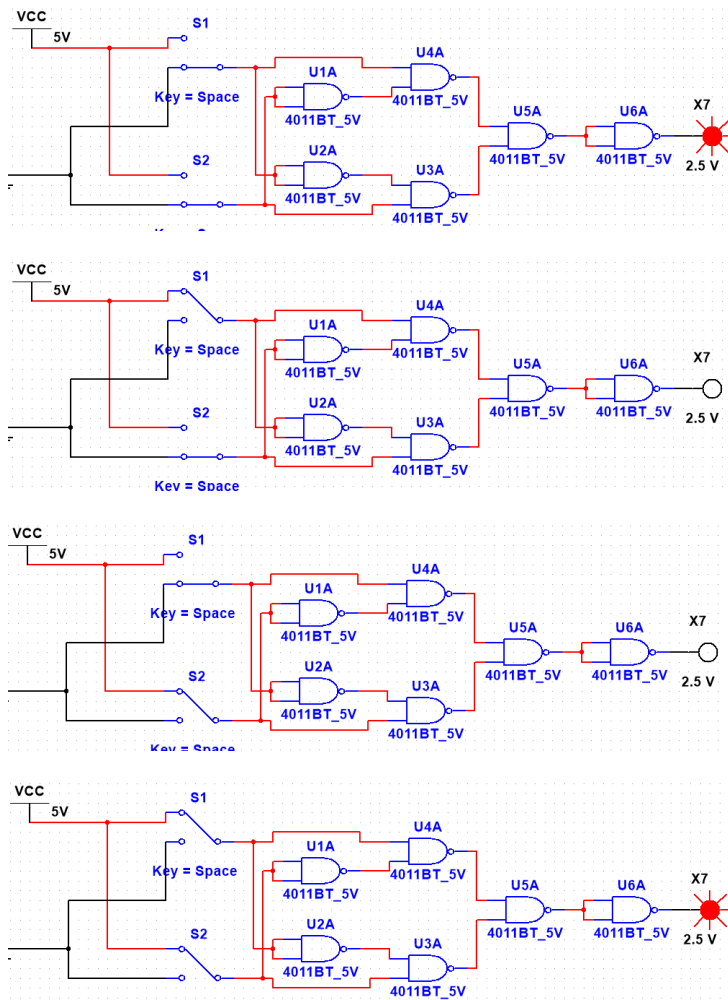 VCC
5V
S1
Key = Space
U1A
4011BT_5V
U4A
4011BT_5V
U5A
4011BT_5V
U6A
4011BT_5V
X7
2.5 V
S2
U2A
4011BT_5V
U3A
4011BT_5V
Key = Space
VCC
5V
S1
Key = Space
U1A
4011BT_5V
U4A
4011BT_5V
U5A
4011BT_5V
U6A
4011BT_5V
X7
2.5 V
S2
U2A
4011BT_5V
U3A
4011BT_5V
Key = Space
VCC
5V
S1
Key = Space
U1A
4011BT_5V
U4A
4011BT_5V
U5A
4011BT_5V
U6A
4011BT_5V
X7
2.5 V
S2
U2A
4011BT_5V
U3A
4011BT_5V
Key = Space
VCC
5V
S1
Key = Space
U1A
4011BT_5V
U4A
4011BT_5V
U5A
4011BT_5V
U6A
4011BT_5V
X7
2.5 V
S2
U2A
4011BT_5V
U3A
4011BT_5V